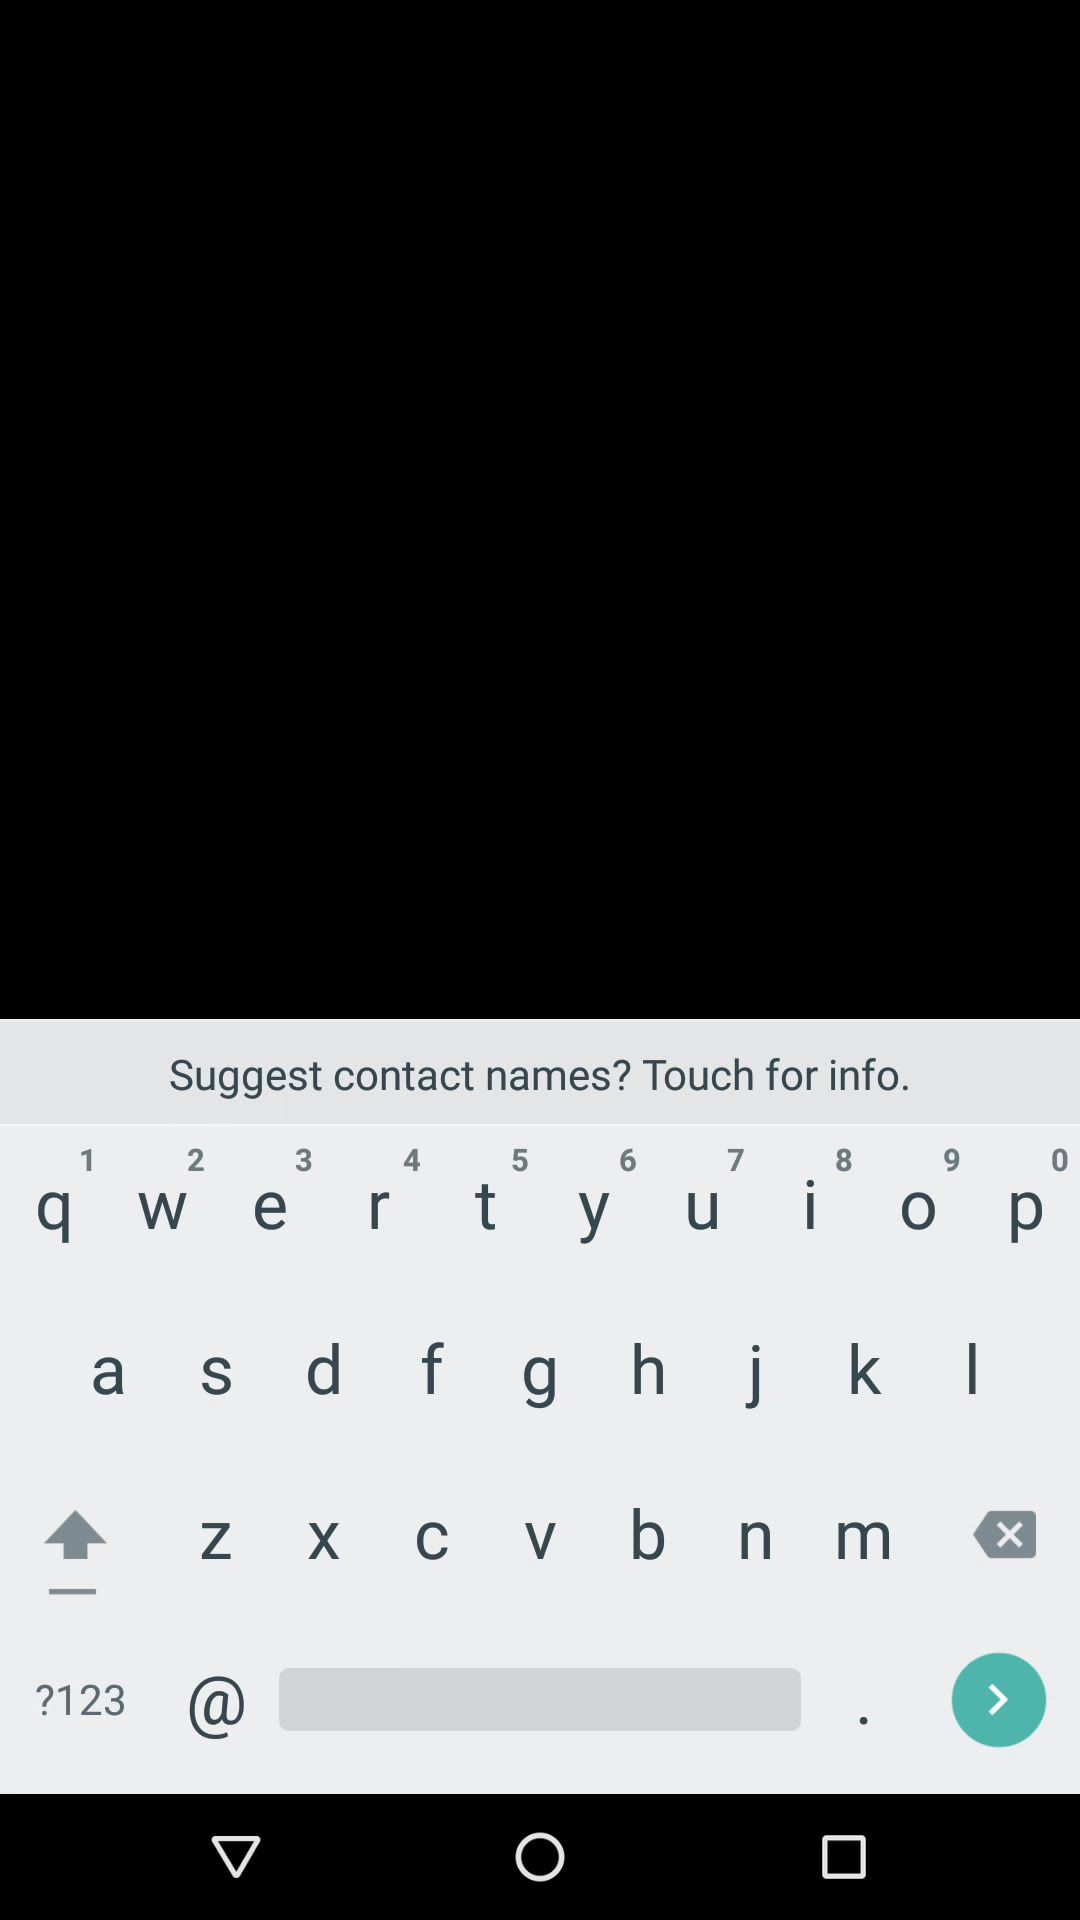 Suggest contact names? Touch for info.
1 2 3 4 5 6 7 8 9 0
q w e r t y u i o p
a s d f g h j k l
z x c v b n m
?123 @ .